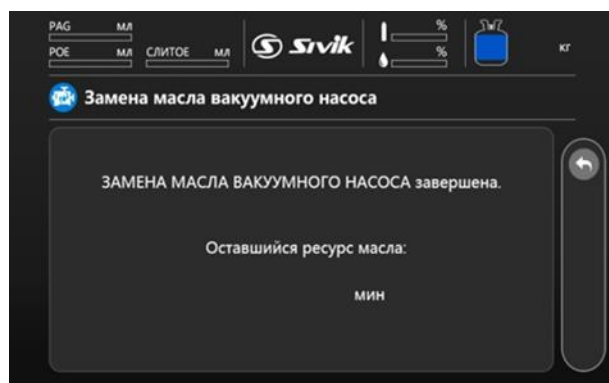 PAG мл
POE мл СЛИТОЕ мл Sivik % % кг
Замена масла вакуумного насоса
ЗАМЕНА МАСЛА ВАКУУМНОГО НАСОСА завершена.
Оставшийся ресурс масла:
мин